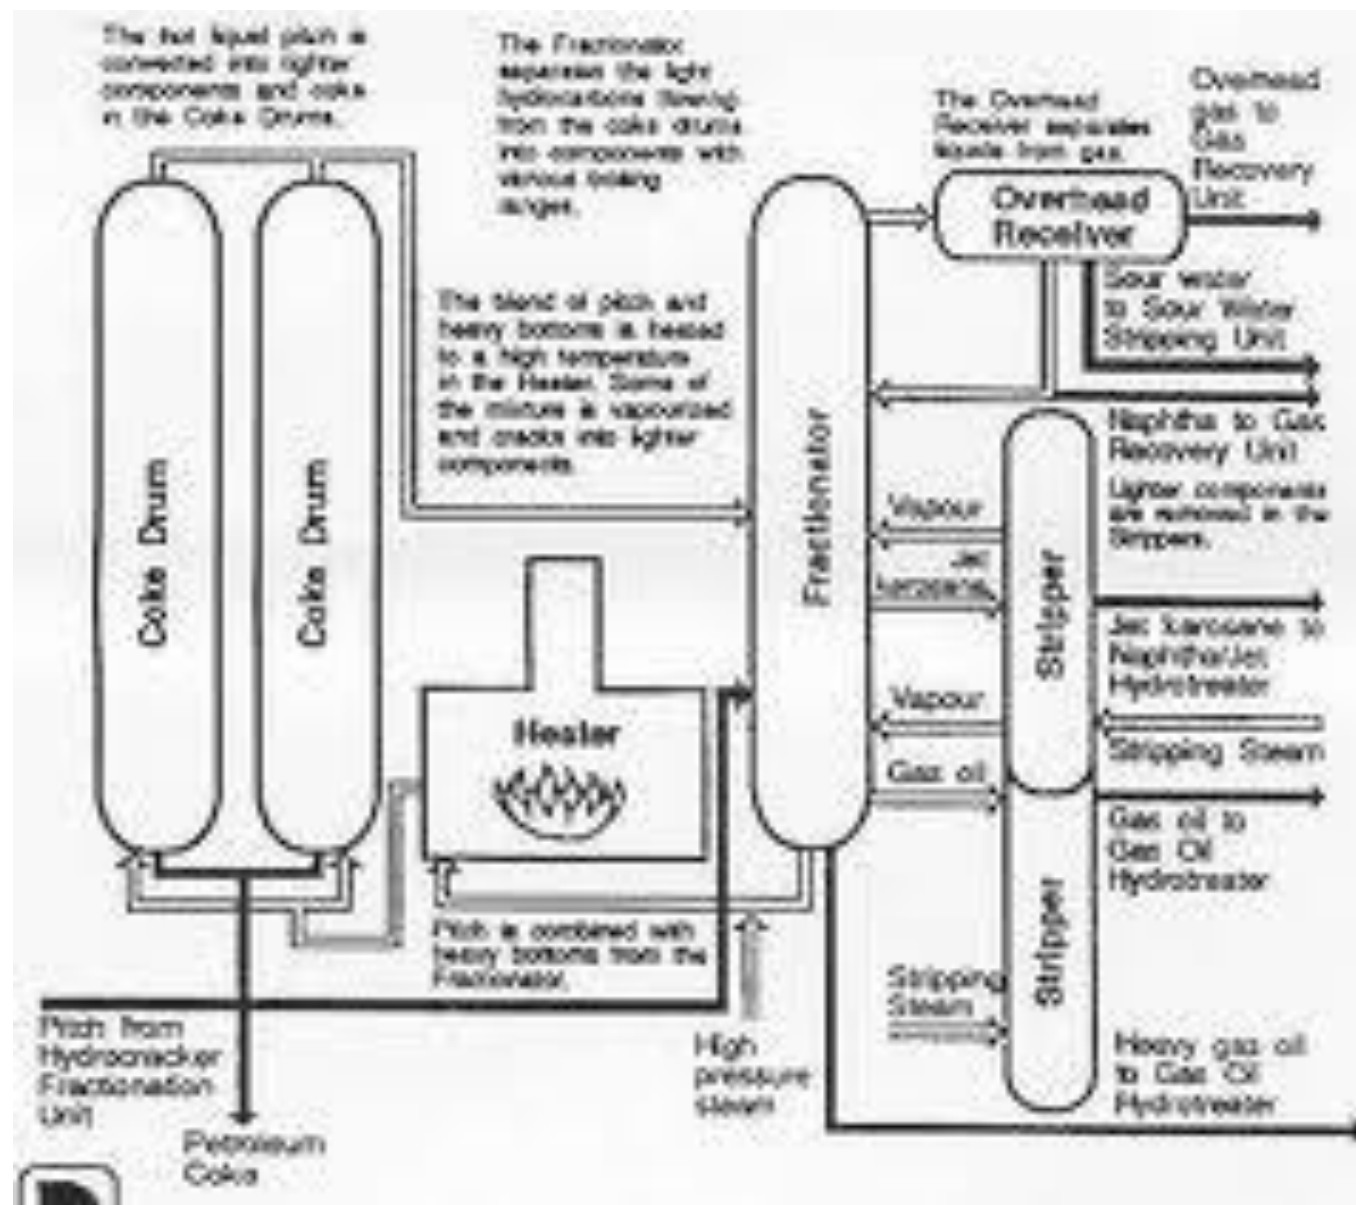 The hot liquid pitch is
converted into lighter
components and coke
in the Coke Drums.
The Fractionator
separates the light
hydrocarbons flowing
from the coke drums
into components with
various boiling
ranges.
The Overhead
Receiver separates
liquids from gas.
Overhead
gas to
Gas
Recovery
Unit
Overhead
Receiver
Sour water
to Sour Water
Stripping Unit
The blend of pitch and
heavy bottoms is heated
to a high temperature
in the Heater. Some of
the mixture is vapourized
and cracks into lighter
components.
Naphtha to Gas
Recovery Unit
Lighter components
are removed in the
Strippers.
Coke Drum
Coke Drum
Fractionator
Vapour
Jet
kerosene
Stripper
Jet kerosene to
Naphtha/Jet
Hydrotreater
Heater
Vapour
Stripping Steam
Gas oil
Gas oil to
Gas Oil
Hydrotreater
Pitch is combined with
heavy bottoms from the
Fractionator.
Stripping
Steam
Stripper
Pitch from
Hydrocracker
Fractionation
Unit
High
pressure
steam
Heavy gas oil
to Gas Oil
Hydrotreater
Petroleum
Coke